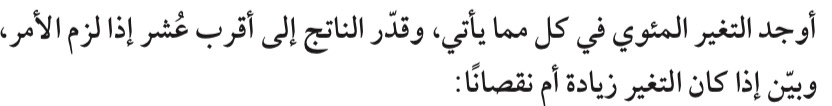 أوجد التغير المئوي في كل مما يأتي، وقدّر الناتج إلى أقرب عُشر إذا لزم الأمر،
وبيّن إذا كان التغير زيادة أم نقصانًا: